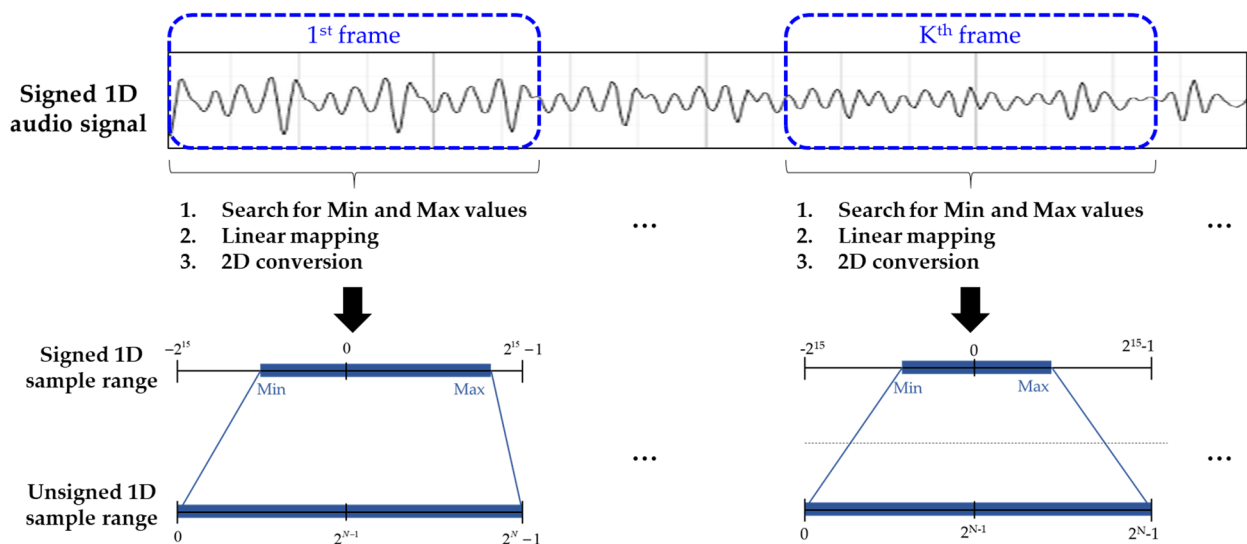 1st frame
Kth frame
Signed 1D
audio signal
1. Search for Min and Max values
2. Linear mapping
3. 2D conversion
...
1. Search for Min and Max values
2. Linear mapping
3. 2D conversion
...
Signed 1D
sample range
−2^15
0
2^15 −1
Min
Max
-2^15
0
2^15-1
Min
Max
...
...
Unsigned 1D
sample range
0
2^N−1
2^N −1
0
2^N-1
2^N-1